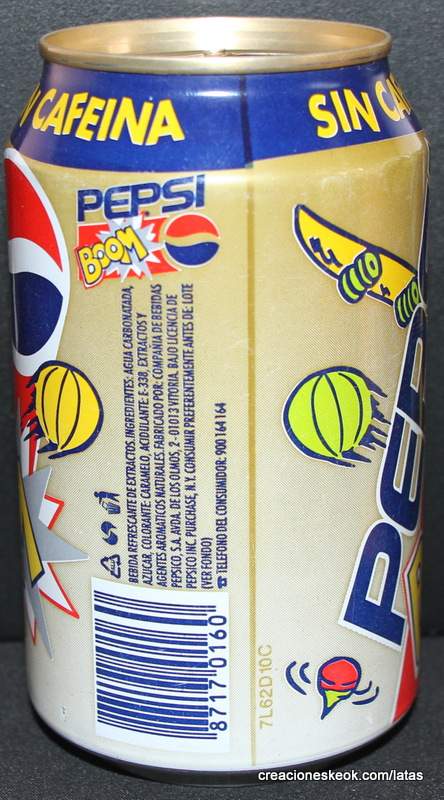 CAFEINA
SIN CA
PEPSI
BOOM
PEP
BEBIDA REFRESCANTE DE EXTRACTOS. INGREDIENTES: AGUA CARBONATADA,
AZUCAR, COLORANTE: CARAMELO, ACIDULANTE: E-338, EXTRACTOS Y
AGENTES AROMATICOS NATURALES. FABRICADO POR: COMPAÑIA DE BEBIDAS
PEPSICO, S.A. AVDA. DE LOS OLMOS, 2 - 01013 VITORIA. BAJO LICENCIA DE
PEPSICO INC. PURCHASE, N.Y. CONSUMIR PREFERENTEMENTE ANTES DE: LOTE
(VER FONDO)
TELEFONO DEL CONSUMIDOR: 900 164 164
8717 0160
7L62D10C
creacioneskeok.com/latas